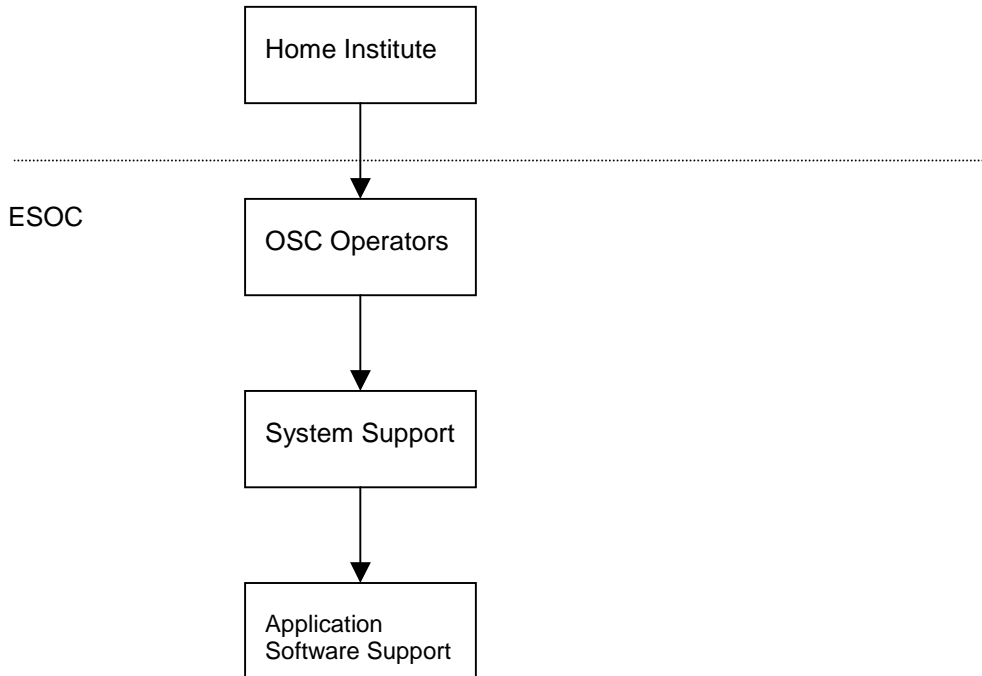 Home Institute
ESOC
OSC Operators
System Support
Application
Software Support